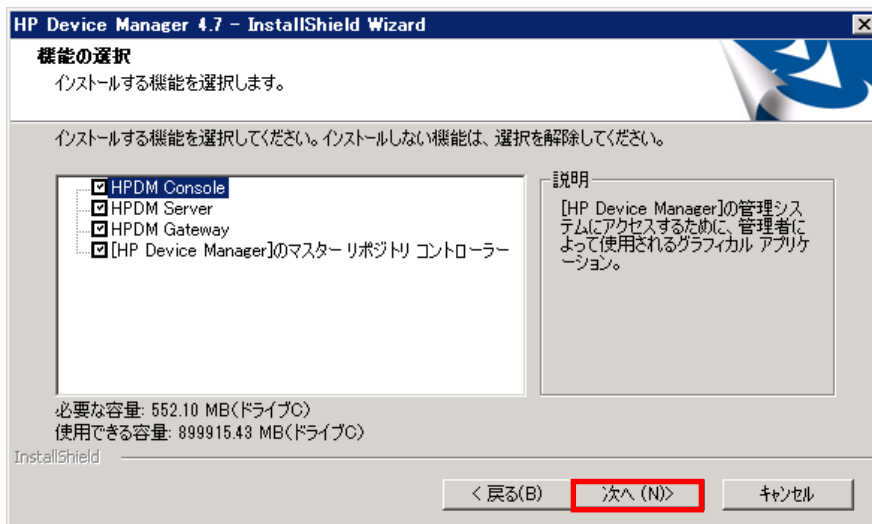 HP Device Manager 4.7 - InstallShield Wizard
機能の選択
インストールする機能を選択します。
インストールする機能を選択してください。インストールしない機能は、選択を解除してください。
HPDM Console
HPDM Server
HPDM Gateway
[HP Device Manager]のマスター リポジトリ コントローラー
説明
[HP Device Manager]の管理シス
テムにアクセスするために、管理者に
よって使用されるグラフィカル アプリケ
ーション。
必要な容量: 552.10 MB(ドライブC)
使用できる容量: 899915.43 MB(ドライブC)
InstallShield
< 戻る(B)
次へ (N)>
キャンセル